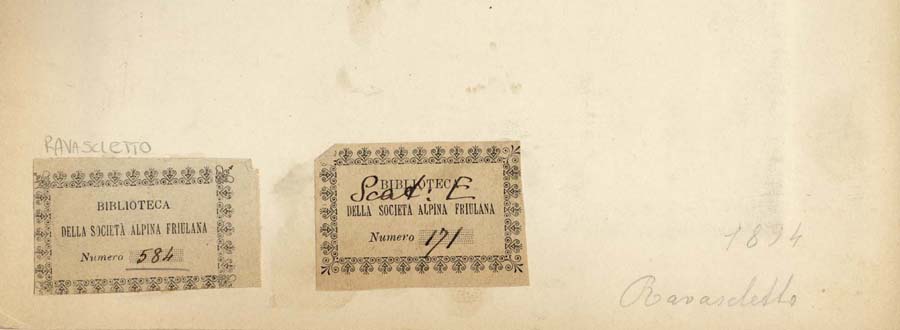 RAVASCLETTO
BIBLIOTECA
DELLA SOCIETÀ ALPINA FRIULANA
Numero 584
Scat: E
BIBLIOTECA
DELLA SOCIETÀ ALPINA FRIULANA
Numero 171
1894
Ravascletto